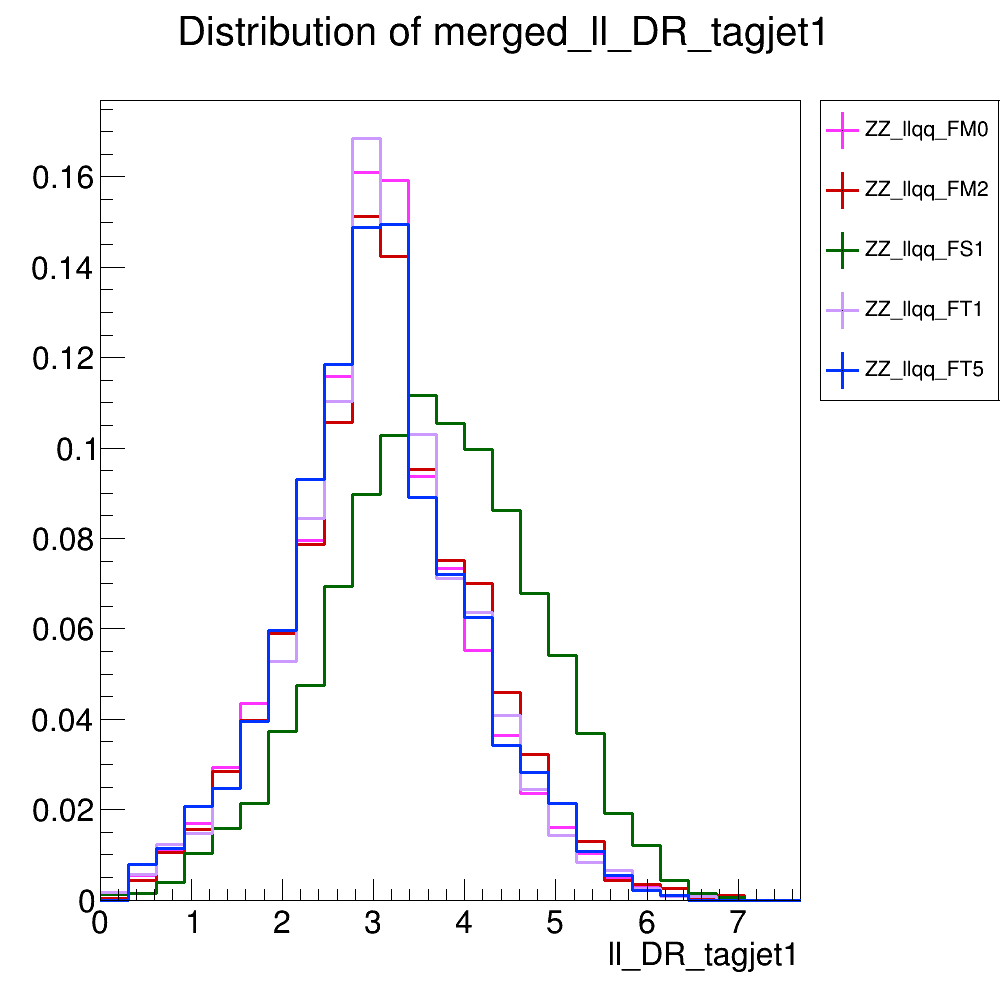 Distribution of merged_ll_DR_tagjet1
ZZ_llqq_FM0
ZZ_llqq_FM2
ZZ_llqq_FS1
ZZ_llqq_FT1
ZZ_llqq_FT5
0.16
0.14
0.12
0.1
0.08
0.06
0.04
0.02
0
0 1 2 3 4 5 6 7
ll_DR_tagjet1